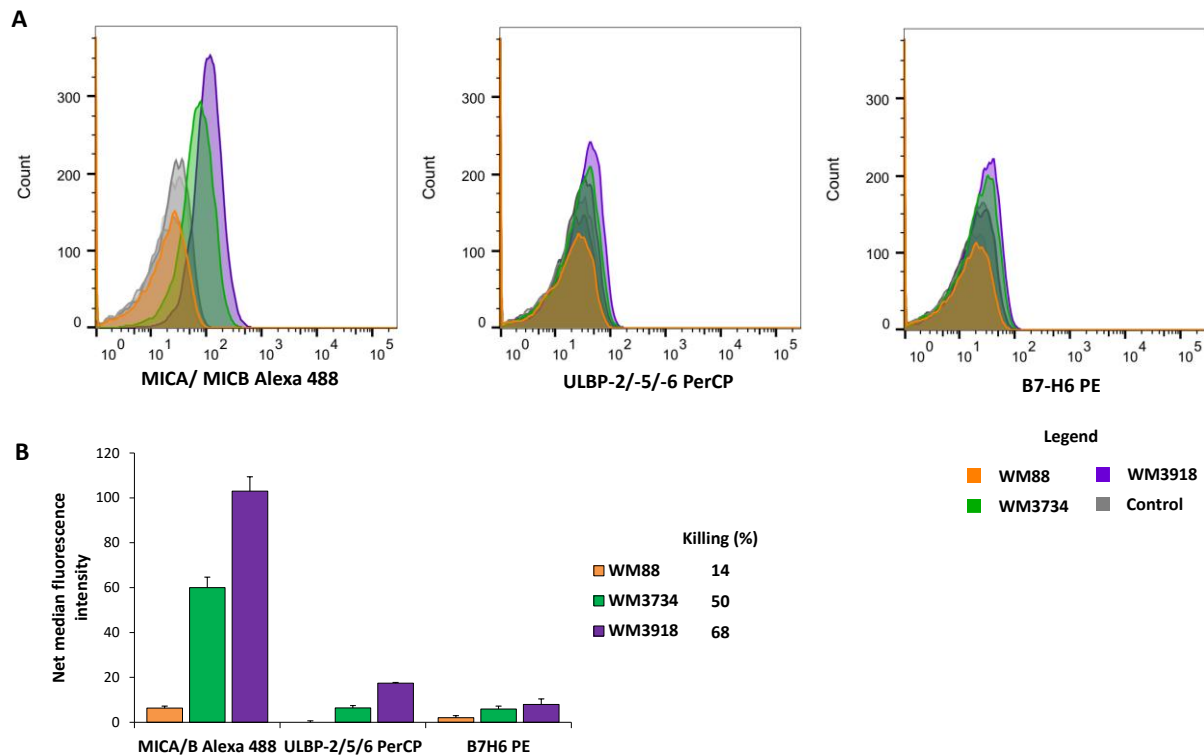 A
300
200
100
0
Count
10^0 10^1 10^2 10^3 10^4 10^5
MICA/ MICB Alexa 488
300
200
100
0
Count
10^0 10^1 10^2 10^3 10^4 10^5
ULBP-2/-5/-6 PerCP
300
200
100
0
Count
10^0 10^1 10^2 10^3 10^4 10^5
B7-H6 PE
Legend
WM88 WM3918
WM3734 Control
B
120
100
80
60
40
20
0
Net median fluorescence
intensity
MICA/B Alexa 488 ULBP-2/5/6 PerCP B7H6 PE
Killing (%)
WM88 14
WM3734 50
WM3918 68